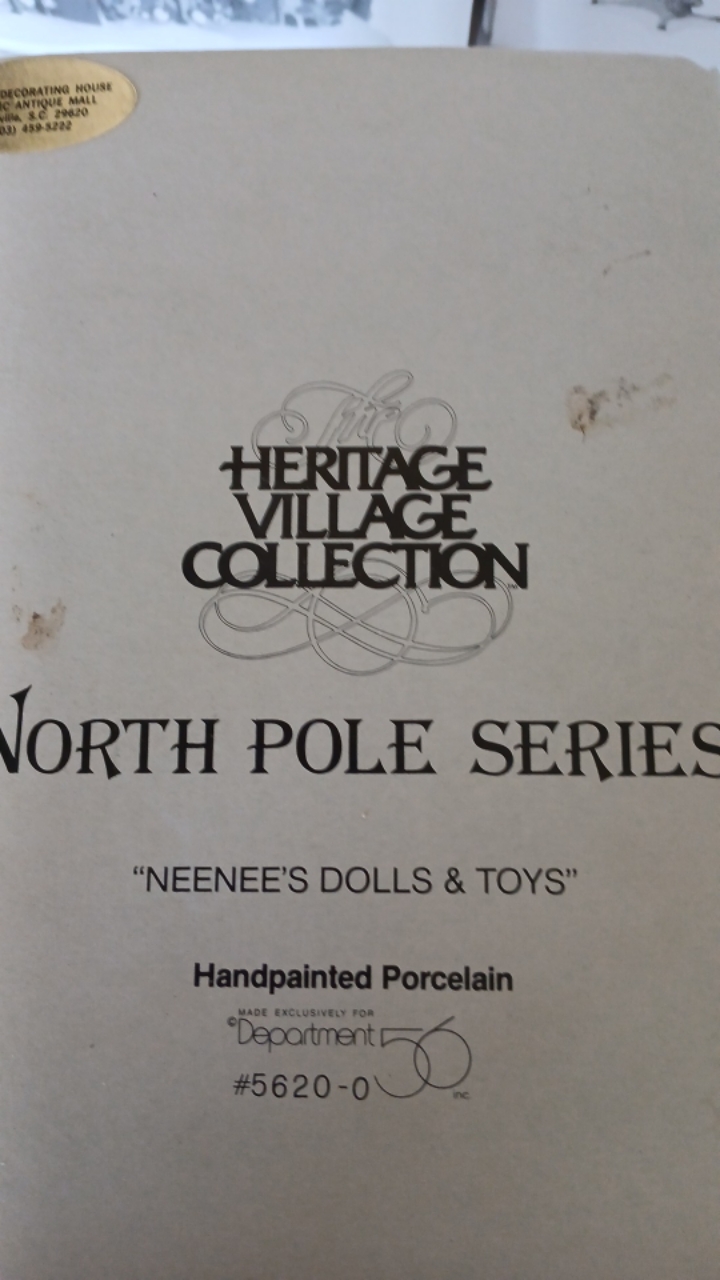 DECORATING HOUSE
ANTIQUE MALL
S.C. 29620
459-5222
The
HERITAGE
VILLAGE
COLLECTION™
NORTH POLE SERIES
“NEENEE'S DOLLS & TOYS”
Handpainted Porcelain
MADE EXCLUSIVELY FOR
©Department 56
#5620-0 inc